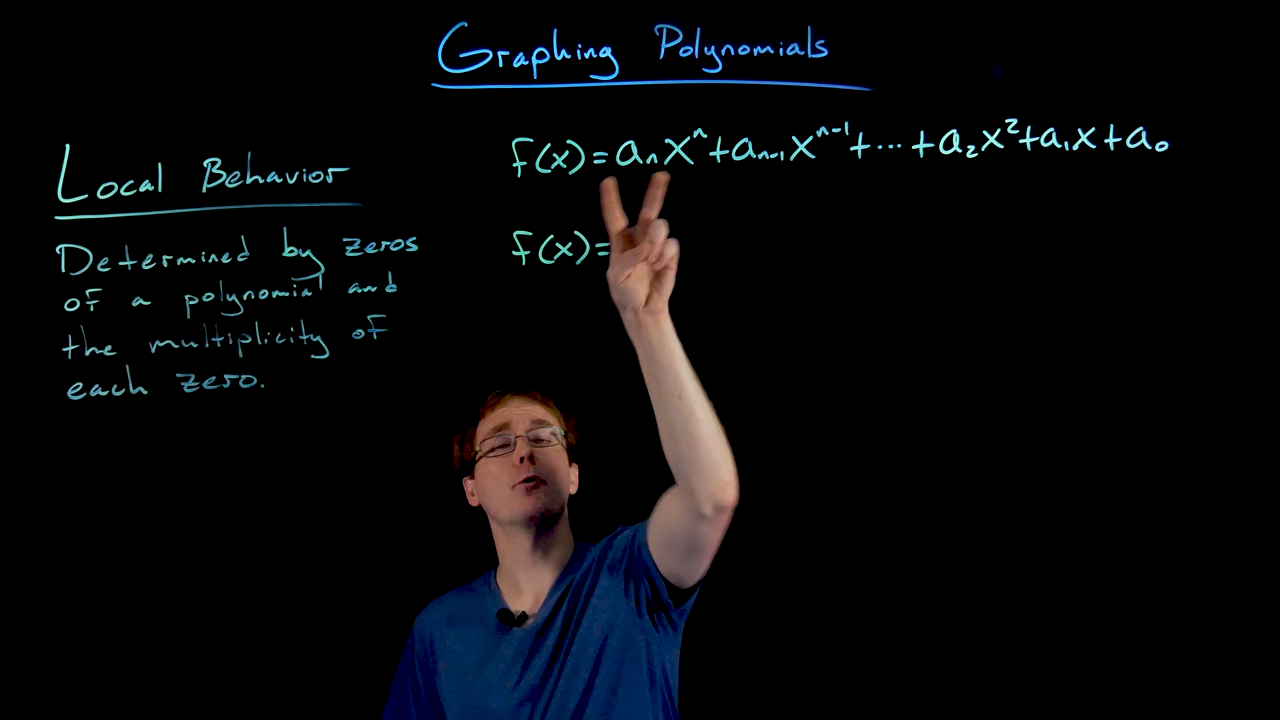 Graphing Polynomials
Local Behavior
Determined by zeros
of a polynomial and
the multiplicity of
each zero.
f(x)=aₙxⁿ+aₙ₋₁xⁿ⁻¹+⋯+a₂x²+a₁x+a₀
f(x)=